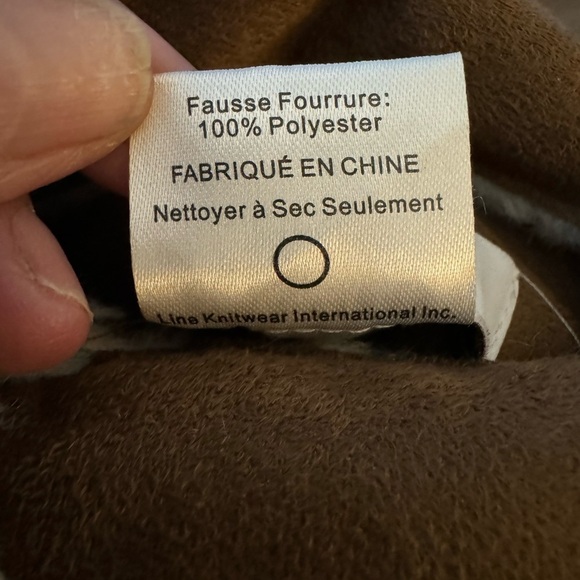 Fausse Fourrure:
100% Polyester
FABRIQUÉ EN CHINE
Nettoyer à Sec Seulement
Line Knitwear International Inc.